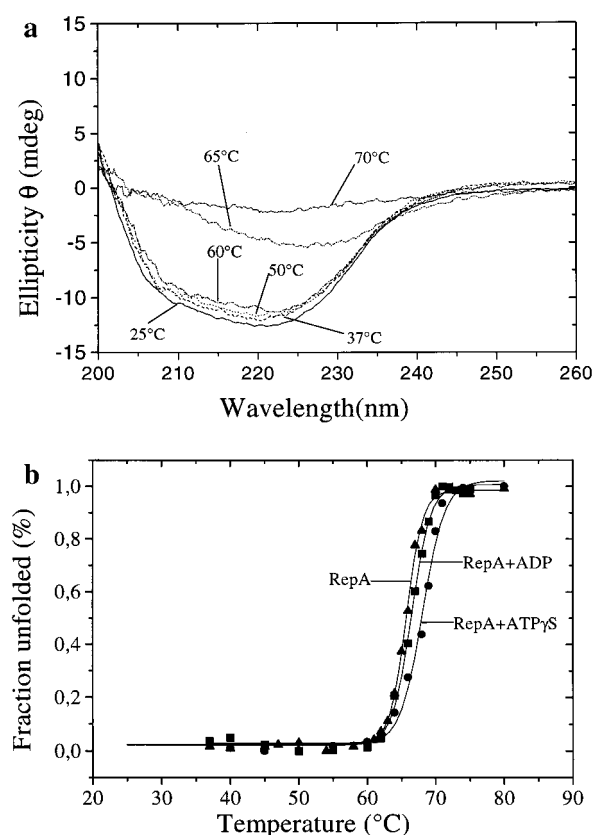 a
15
10
5
0
-5
-10
-15
65°C
70°C
60°C
50°C
25°C
37°C
200 210 220 230 240 250 260
Ellipticity θ (mdeg)
Wavelength(nm)
b
1,0
0,8
0,6
0,4
0,2
0,0
RepA
RepA+ADP
RepA+ATPγS
20 30 40 50 60 70 80 90
Fraction unfolded (%)
Temperature (°C)